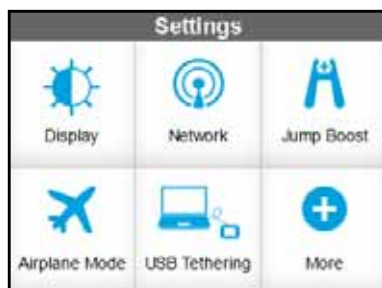 Settings
Display Network Jump Boost
Airplane Mode USB Tethering More